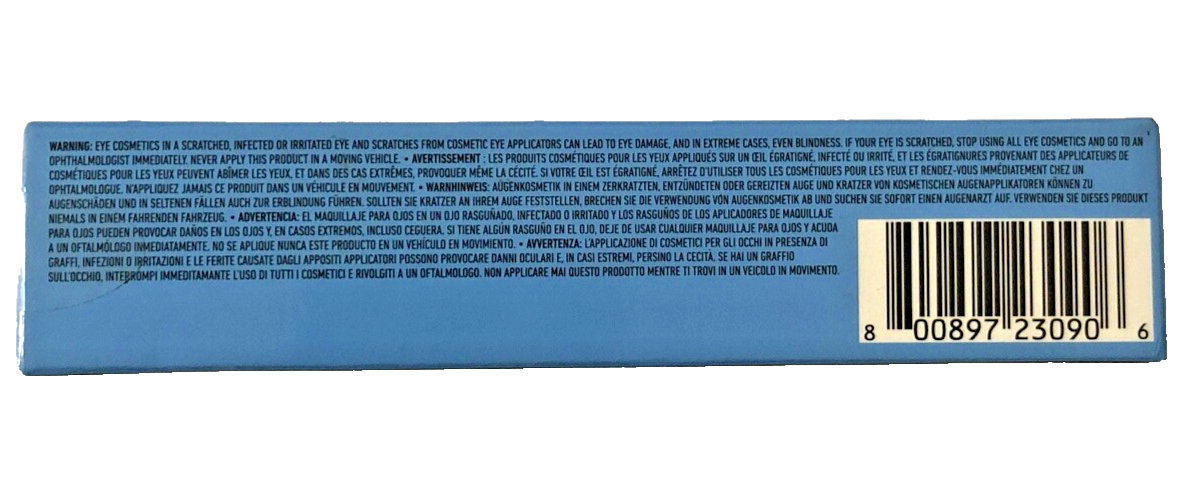 WARNING: EYE COSMETICS IN A SCRATCHED, INFECTED OR IRRITATED EYE AND SCRATCHES FROM COSMETIC EYE APPLICATORS CAN LEAD TO EYE DAMAGE, AND IN EXTREME CASES, EVEN BLINDNESS. IF YOUR EYE IS SCRATCHED, STOP USING ALL EYE COSMETICS AND GO TO AN
OPHTHALMOLOGIST IMMEDIATELY. NEVER APPLY THIS PRODUCT IN A MOVING VEHICLE. • AVERTISSEMENT : LES PRODUITS COSMÉTIQUES POUR LES YEUX APPLIQUÉS SUR UN ŒIL ÉGRATIGNÉ, INFECTÉ OU IRRITÉ, ET LES ÉGRATIGNURES PROVENANT DES APPLICATEURS DE
COSMÉTIQUES POUR LES YEUX PEUVENT ABÎMER LES YEUX, ET DANS DES CAS EXTRÊMES, PROVOQUER MÊME LA CÉCITÉ. SI VOTRE ŒIL EST ÉGRATIGNÉ, ARRÊTEZ D'UTILISER TOUS LES COSMÉTIQUES POUR LES YEUX ET RENDEZ-VOUS IMMÉDIATEMENT CHEZ UN
OPHTALMOLOGUE. N'APPLIQUEZ JAMAIS CE PRODUIT DANS UN VÉHICULE EN MOUVEMENT. • WARNHINWEIS: AUGENKOSMETIK IN EINEM ZERKRATZTEN, ENTZÜNDETEN ODER GEREIZTEN AUGE UND KRATZER VON KOSMETISCHEN AUGENAPPLIKATOREN KÖNNEN ZU
AUGENSCHÄDEN UND IN SELTENEN FÄLLEN AUCH ZUR ERBLINDUNG FÜHREN. SOLLTEN SIE KRATZER AN IHREM AUGE FESTSTELLEN, BRECHEN SIE DIE VERWENDUNG VON AUGENKOSMETIK AB UND SUCHEN SIE SOFORT EINEN AUGENARZT AUF. VERWENDEN SIE DIESES PRODUKT
NIEMALS IN EINEM FAHRENDEN FAHRZEUG. • ADVERTENCIA: EL MAQUILLAJE PARA OJOS EN UN OJO RASGUÑADO, INFECTADO O IRRITADO Y LOS RASGUÑOS DE LOS APLICADORES DE MAQUILLAJE
PARA OJOS PUEDEN PROVOCAR DAÑOS EN LOS OJOS Y, EN CASOS EXTREMOS, INCLUSO CEGUERA. SI TIENE ALGÚN RASGUÑO EN EL OJO, DEJE DE USAR CUALQUIER MAQUILLAJE PARA OJOS Y ACUDA
A UN OFTALMÓLOGO INMEDIATAMENTE. NO SE APLIQUE NUNCA ESTE PRODUCTO EN UN VEHÍCULO EN MOVIMIENTO. • AVVERTENZA: L'APPLICAZIONE DI COSMETICI PER GLI OCCHI IN PRESENZA DI
GRAFFI, INFEZIONI O IRRITAZIONI E LE FERITE CAUSATE DAGLI APPOSITI APPLICATORI POSSONO PROVOCARE DANNI OCULARI E, IN CASI ESTREMI, PERSINO LA CECITÀ. SE HAI UN GRAFFIO
SULL'OCCHIO, INTERROMPI IMMEDITAMANTE L'USO DI TUTTI I COSMETICI E RIVOLGITI A UN OFTALMOLOGO. NON APPLICARE MAI QUESTO PRODOTTO MENTRE TI TROVI IN UN VEICOLO IN MOVIMENTO.
8 00897 23090 6